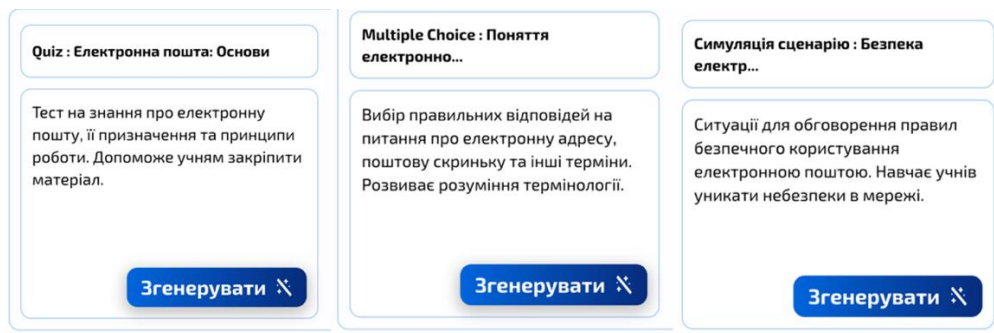 Quiz : Електронна пошта: Основи
Тест на знання про електронну
пошту, її призначення та принципи
роботи. Допоможе учням закріпити
матеріал.
Згенерувати
Multiple Choice : Поняття
електронно...
Вибір правильних відповідей на
питання про електронну адресу,
поштову скриньку та інші терміни.
Розвиває розуміння термінології.
Згенерувати
Симуляція сценарію : Безпека
електр...
Ситуації для обговорення правил
безпечного користування
електронною поштою. Навчає учнів
уникати небезпеки в мережі.
Згенерувати